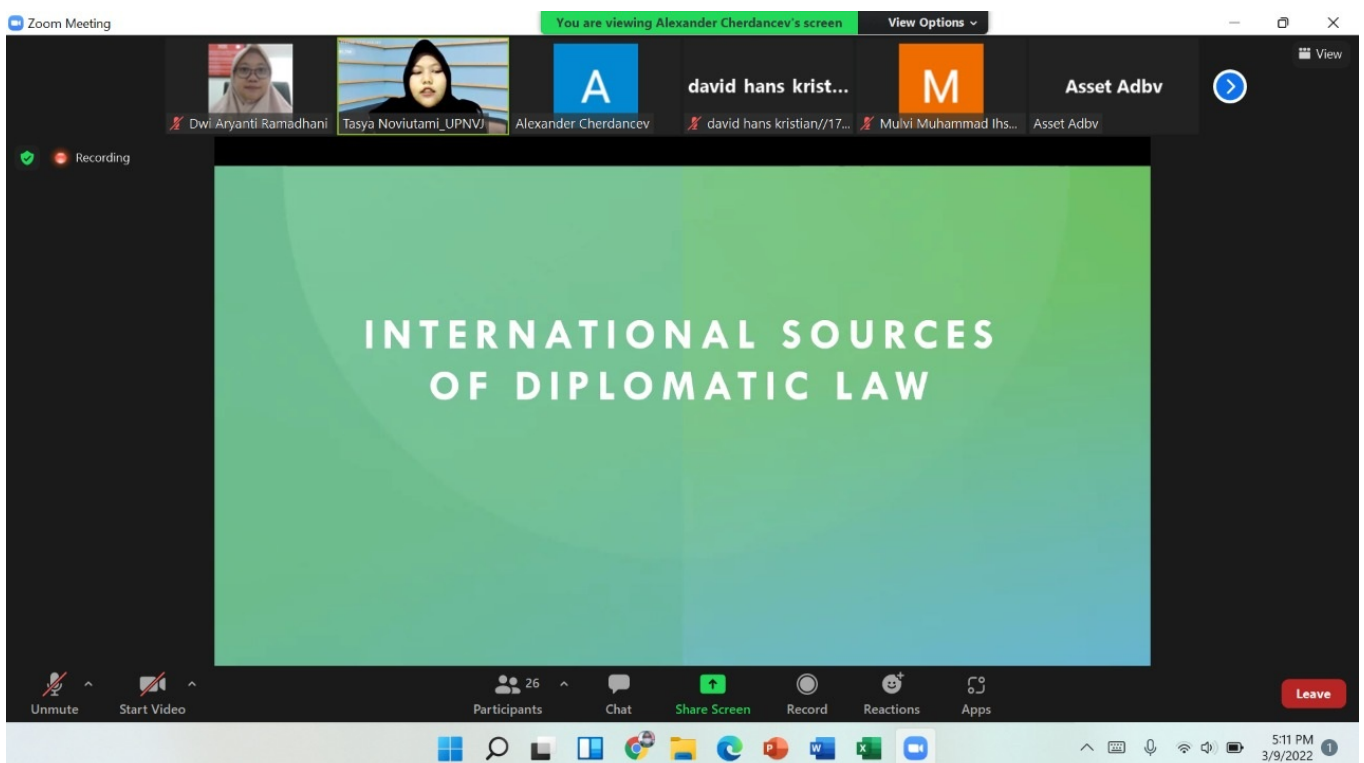 Zoom Meeting
You are viewing Alexander Cherdancev's screen
View Options
View
A
david hans krist...
M
Asset Adbv
Dwi Aryanti Ramadhani
Tasya Noviutami_UPNVJ
Alexander Cherdancev
david hans kristian//17...
Mulvi Muhammad Ihs...
Asset Adbv
Recording
INTERNATIONAL SOURCES
OF DIPLOMATIC LAW
26
Unmute
Start Video
Participants
Chat
Share Screen
Record
Reactions
Apps
Leave
5:11 PM
3/9/2022
1